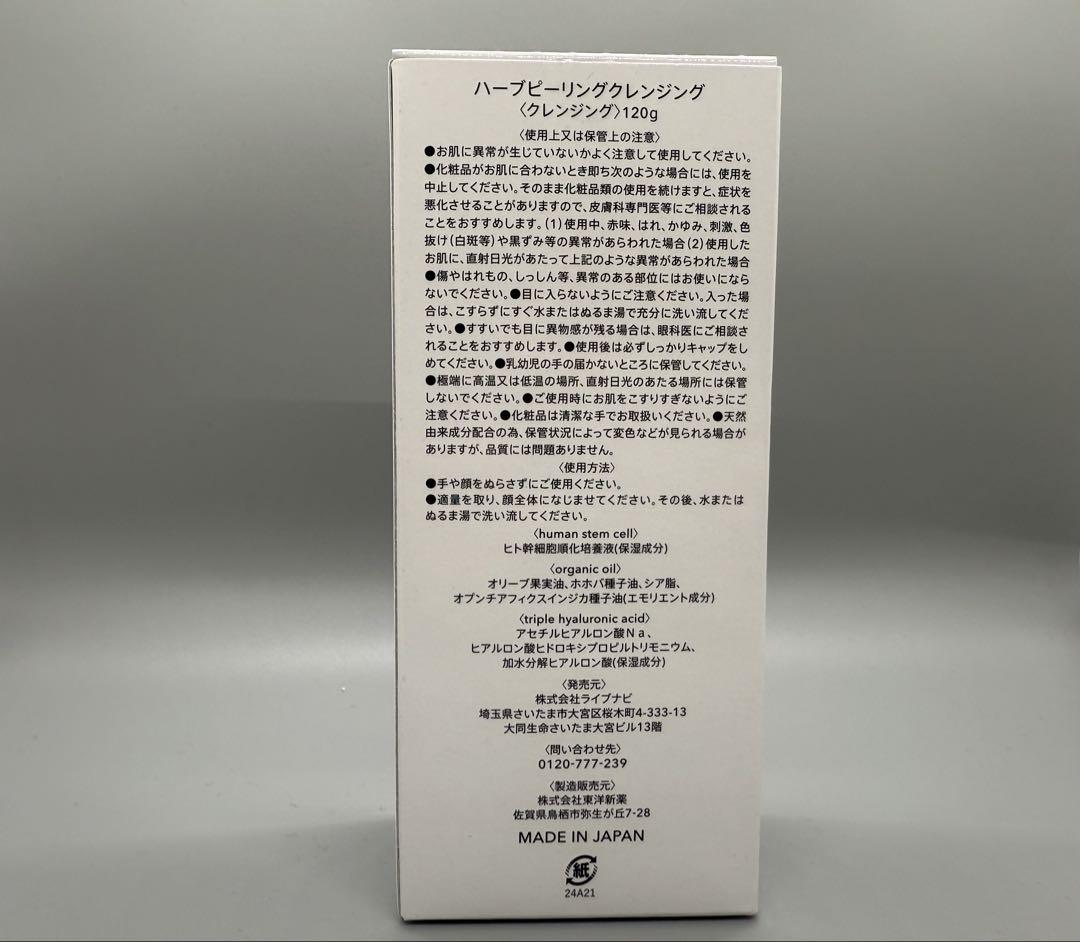 ハーブピーリングクレンジング
〈クレンジング〉120g
〈使用上又は保管上の注意〉
●お肌に異常が生じていないかよく注意して使用してください。
●化粧品がお肌に合わないとき即ち次のような場合には、使用を
中止してください。そのまま化粧品類の使用を続けますと、症状を
悪化させることがありますので、皮膚科専門医等にご相談される
ことをおすすめします。(1)使用中、赤味、はれ、かゆみ、刺激、色
抜け(白斑等)や黒ずみ等の異常があらわれた場合(2)使用した
お肌に、直射日光があたって上記のような異常があらわれた場合
●傷やはれもの、しっしん等、異常のある部位にはお使いになら
ないでください。●目に入らないようにご注意ください。入った場
合は、こすらずにすぐ水またはぬるま湯で充分に洗い流してくだ
さい。●すすいでも目に異物感が残る場合は、眼科医にご相談さ
れることをおすすめします。●使用後は必ずしっかりキャップをし
めてください。●乳幼児の手の届かないところに保管してください。
●極端に高温又は低温の場所、直射日光のあたる場所には保管
しないでください。●ご使用時にお肌をこすりすぎないようにご
注意ください。●化粧品は清潔な手でお取扱いください。●天然
由来成分配合の為、保管状況によって変色などが見られる場合が
ありますが、品質には問題ありません。
〈使用方法〉
●手や顔をぬらさずにご使用ください。
●適量を取り、顔全体になじませてください。その後、水または
ぬるま湯で洗い流してください。
〈human stem cell〉
ヒト幹細胞順化培養液(保湿成分)
〈organic oil〉
オリーブ果実油、ホホバ種子油、シア脂、
オプンチアフィクスインジカ種子油(エモリエント成分)
〈triple hyaluronic acid〉
アセチルヒアルロン酸Na、
ヒアルロン酸ヒドロキシプロピルトリモニウム、
加水分解ヒアルロン酸(保湿成分)
〈発売元〉
株式会社ライブナビ
埼玉県さいたま市大宮区桜木町4-333-13
大同生命さいたま大宮ビル13階
〈問い合わせ先〉
0120-777-239
〈製造販売元〉
株式会社東洋新薬
佐賀県鳥栖市弥生が丘7-28
MADE IN JAPAN
紙
24A21